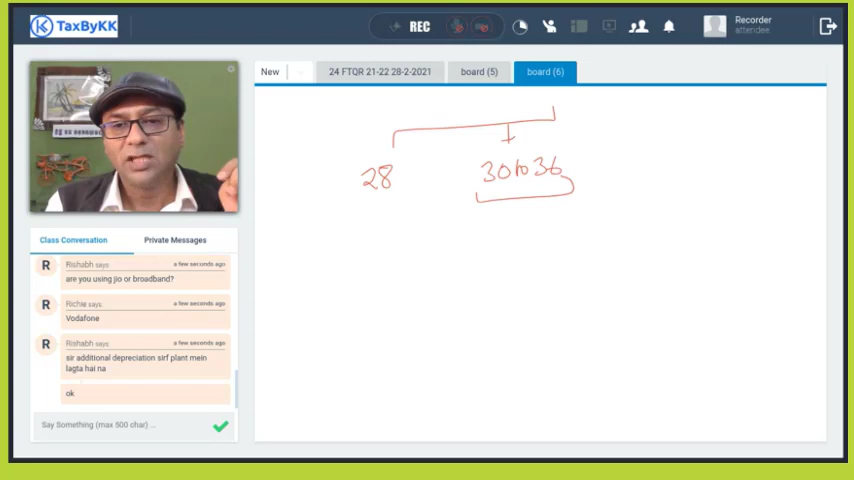 TaxByKK
REC
Recorder
attendee
New
24 FTQR 21-22 28-2-2021
board (5)
board (6)
28
30 to 36
Class Conversation
Private Messages
R
Rishabh says
a few seconds ago
are you using jio or broadband?
R
Richie says
a few seconds ago
Vodafone
R
Rishabh says
a few seconds ago
sir additional depreciation sirf plant mein
lagta hai na
ok
Say Something (max 500 char) ...